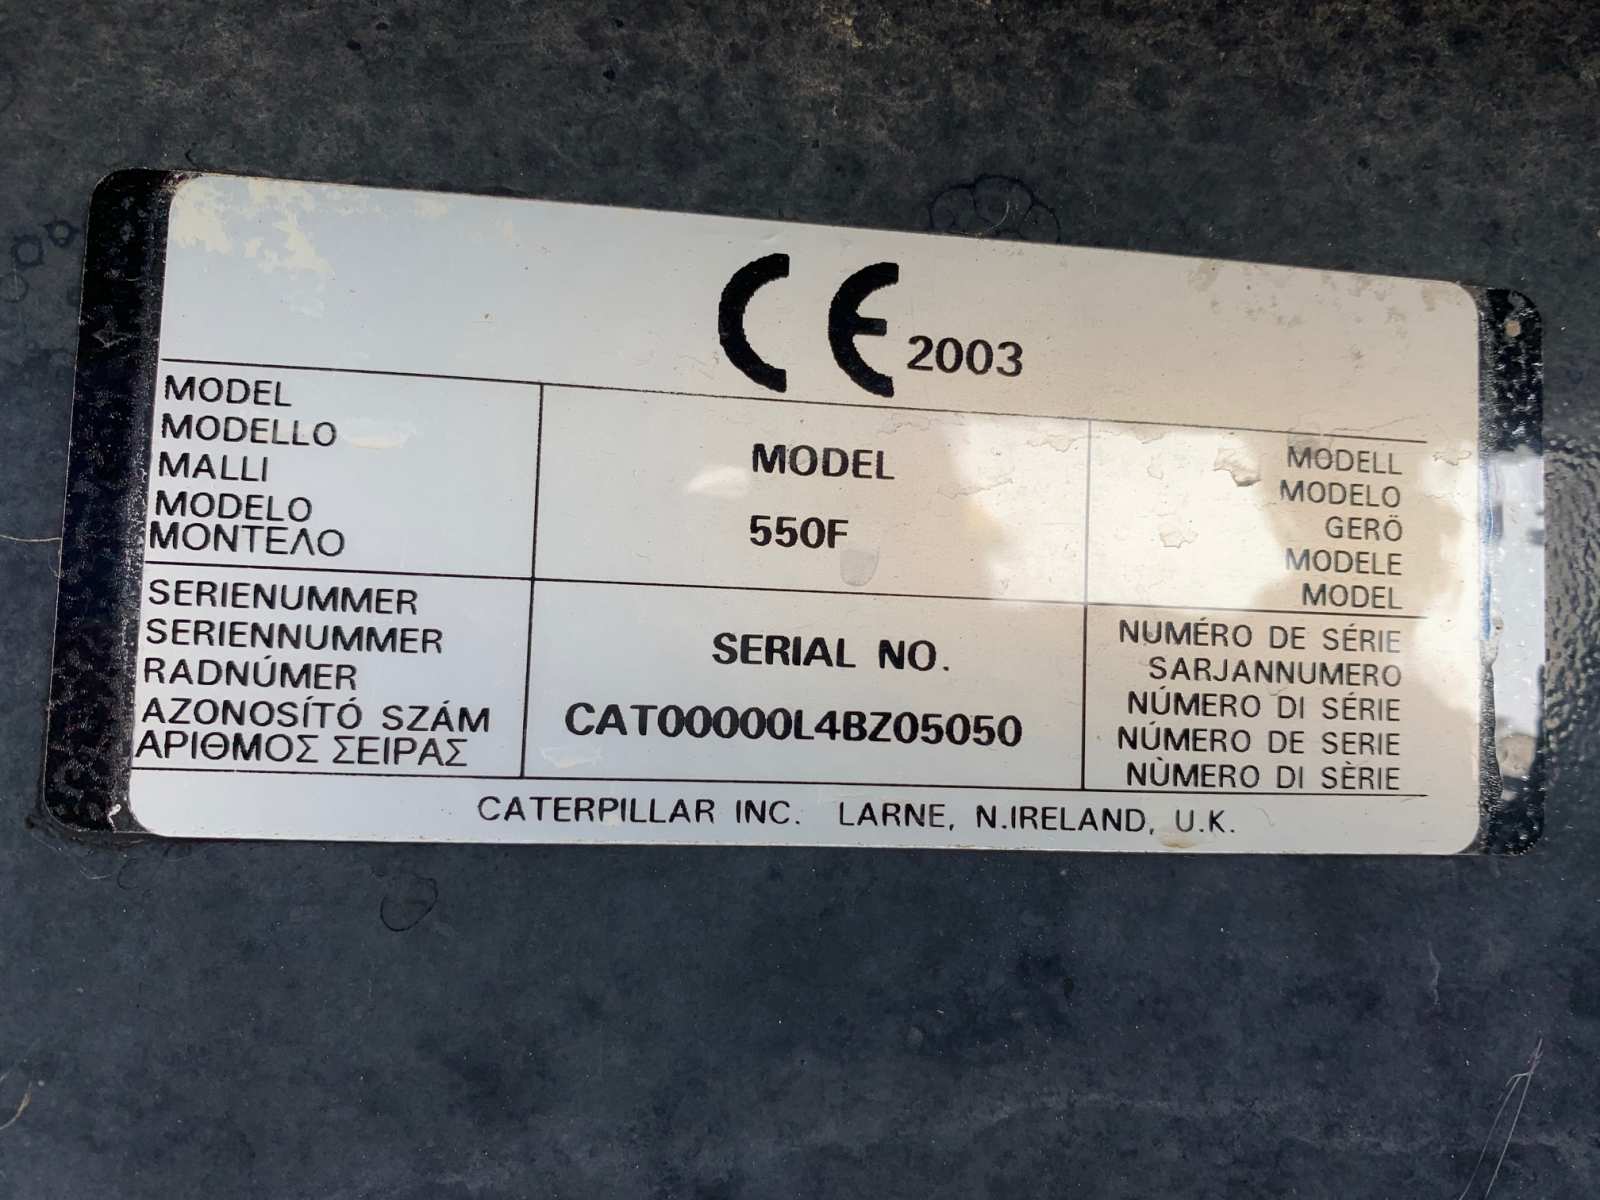 CE 2003
MODEL
MODELLO
MALLI
MODELO
ΜΟΝΤΕΛΟ
MODEL
550F
MODELL
MODELO
GERÖ
MODELE
MODEL
SERIENUMMER
SERIENNUMMER
RADNÚMER
AZONOSÍTÓ SZÁM
ΑΡΙΘΜΟΣ ΣΕΙΡΑΣ
SERIAL NO.
CAT00000L4BZ05050
NUMÉRO DE SÉRIE
SARJANNUMERO
NÚMERO DI SÉRIE
NÚMERO DE SERIE
NÙMERO DI SÈRIE
CATERPILLAR INC. LARNE, N.IRELAND, U.K.